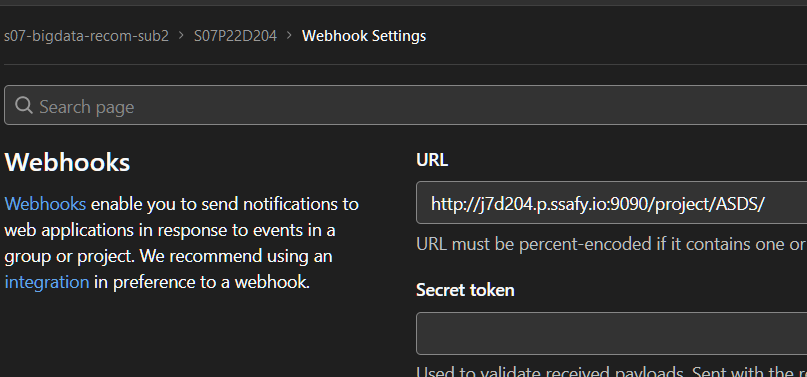 s07-bigdata-recom-sub2 > S07P22D204 > Webhook Settings
Search page
Webhooks
Webhooks enable you to send notifications to
web applications in response to events in a
group or project. We recommend using an
integration in preference to a webhook.
URL
http://j7d204.p.ssafy.io:9090/project/ASDS/
URL must be percent-encoded if it contains one or
Secret token
Used to validate received payloads. Sent with the